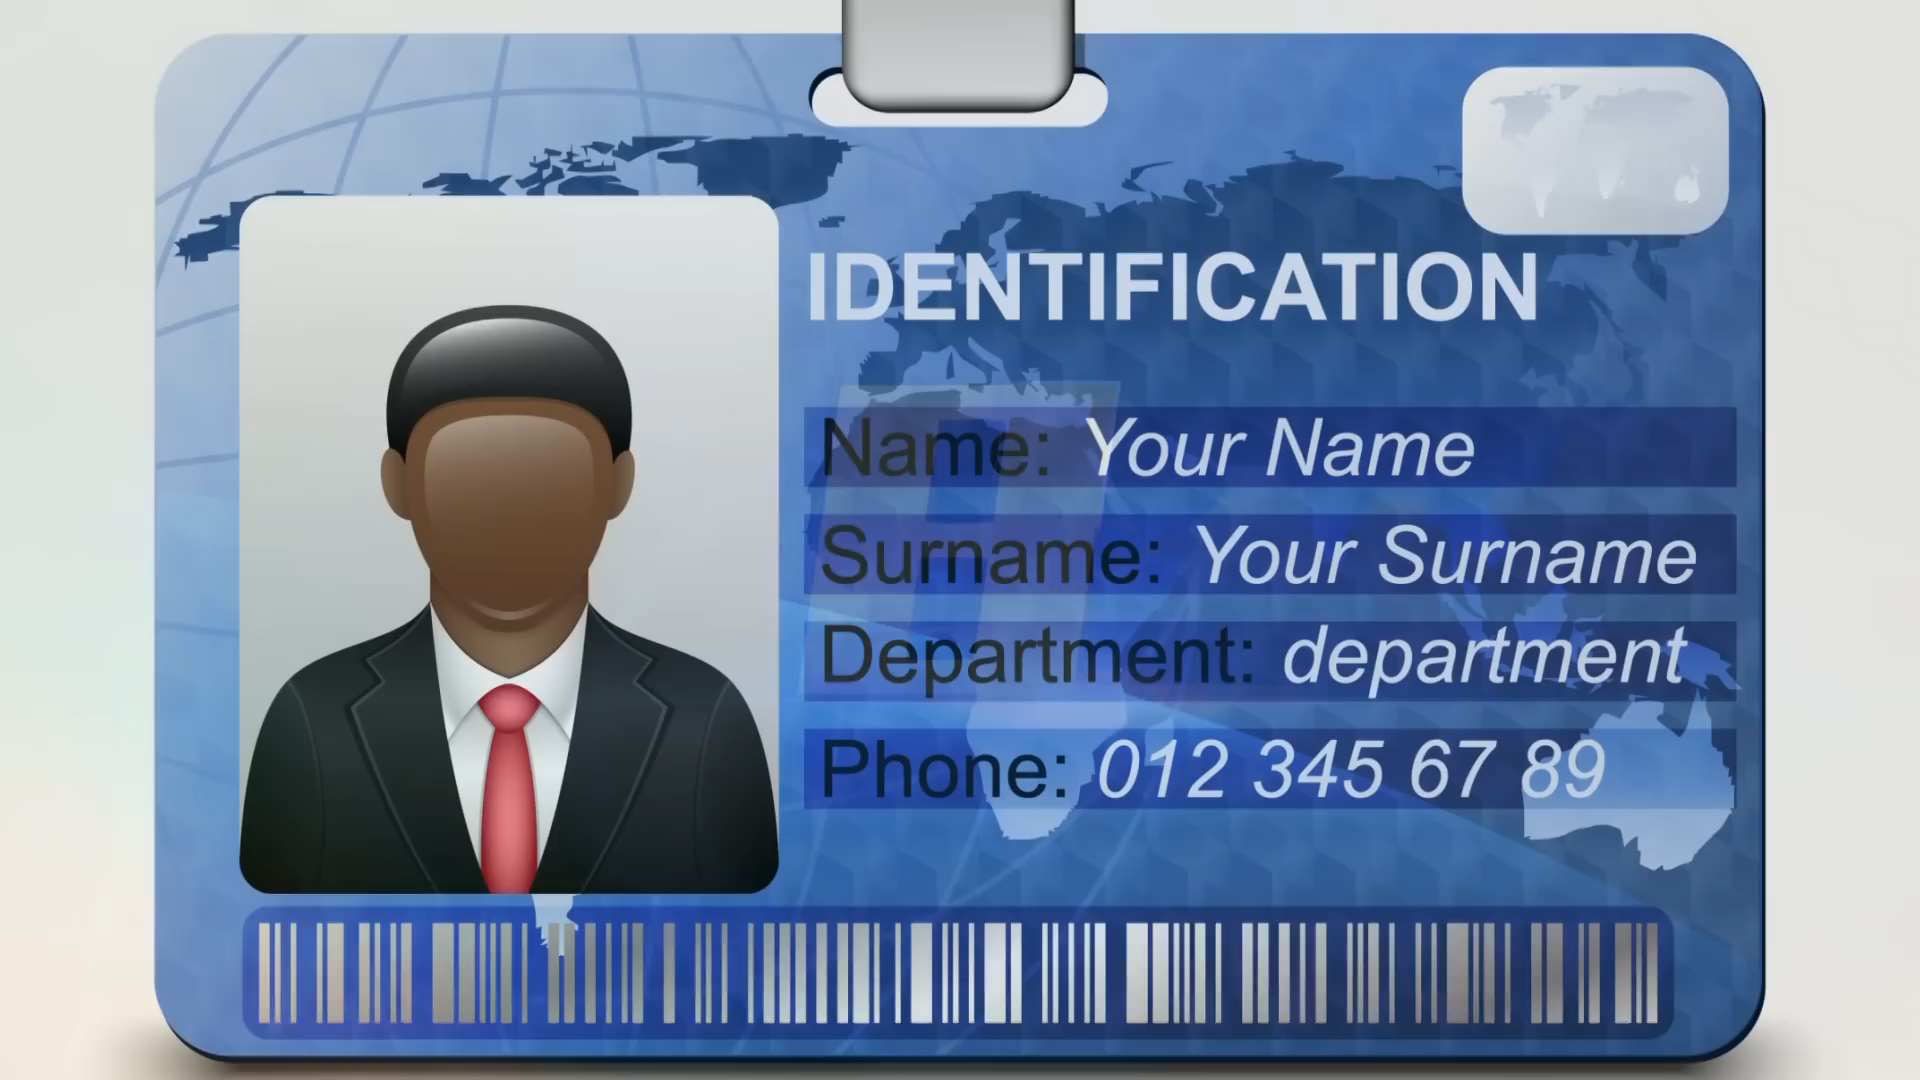 IDENTIFICATION
Name: Your Name
Surname: Your Surname
Department: department
Phone: 012 345 67 89